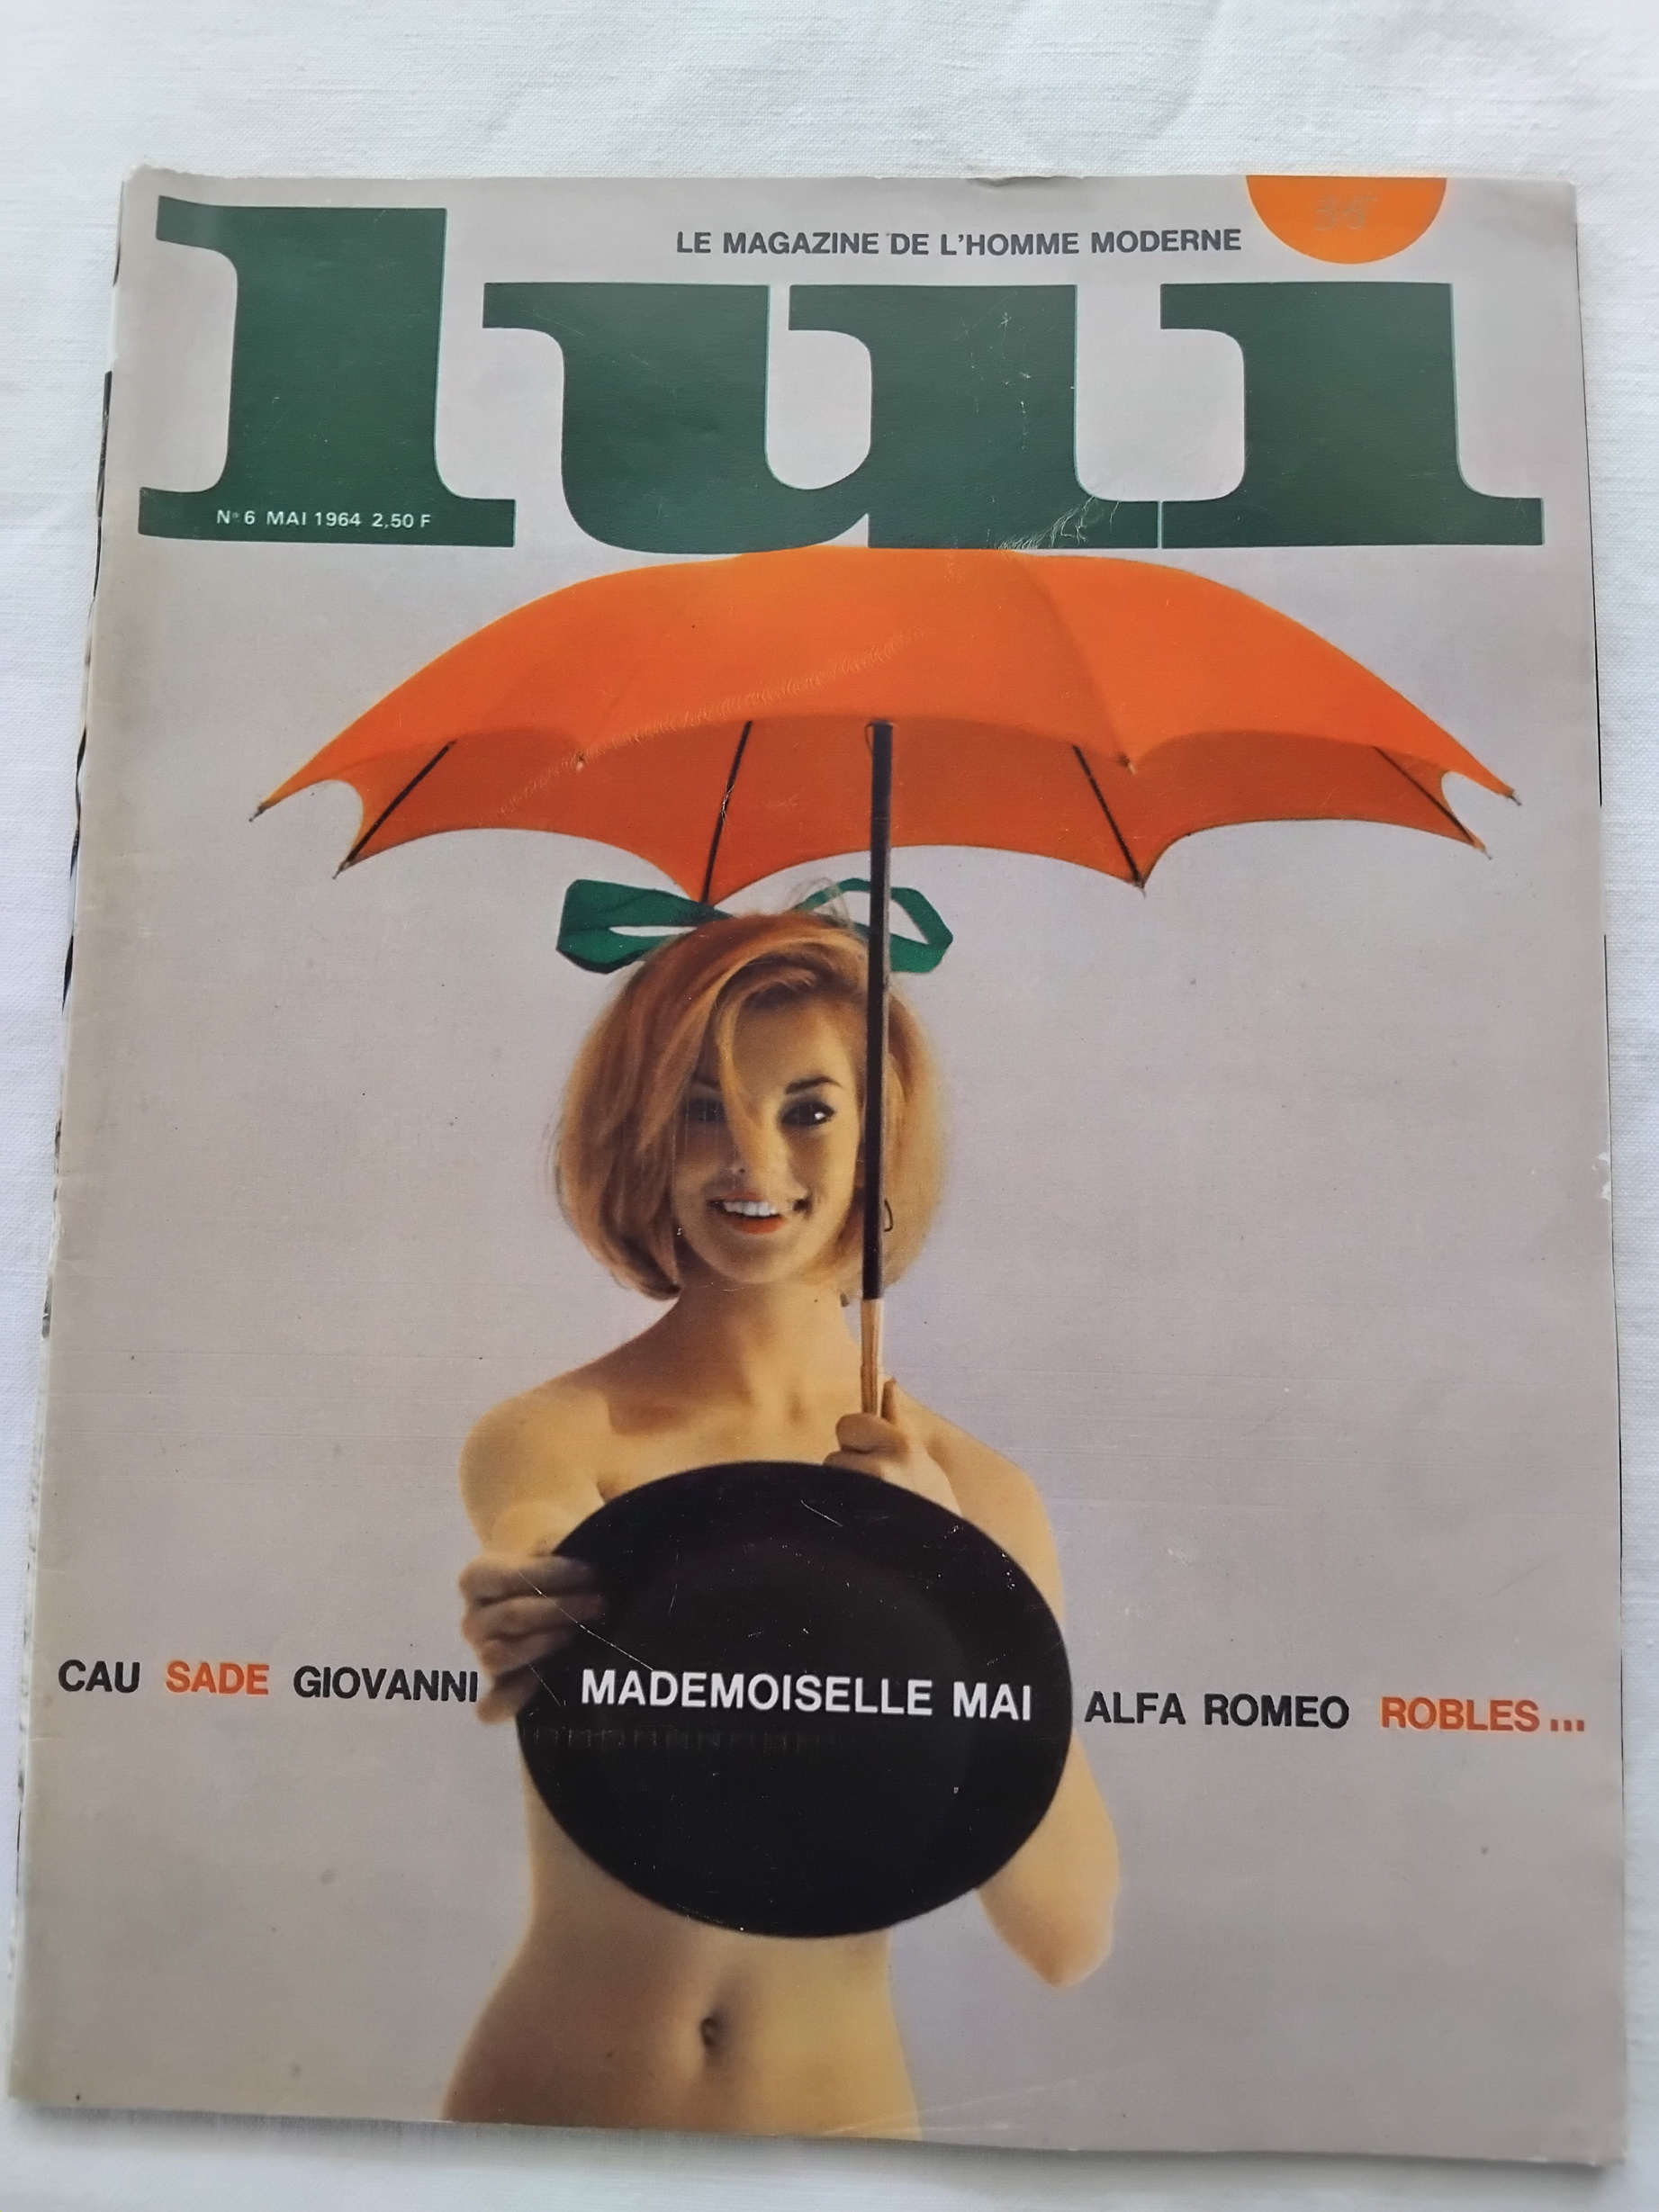 LE MAGAZINE DE L'HOMME MODERNE
35
lui
N° 6 MAI 1964 2,50 F
CAU SADE GIOVANNI MADEMOISELLE MAI ALFA ROMEO ROBLES...